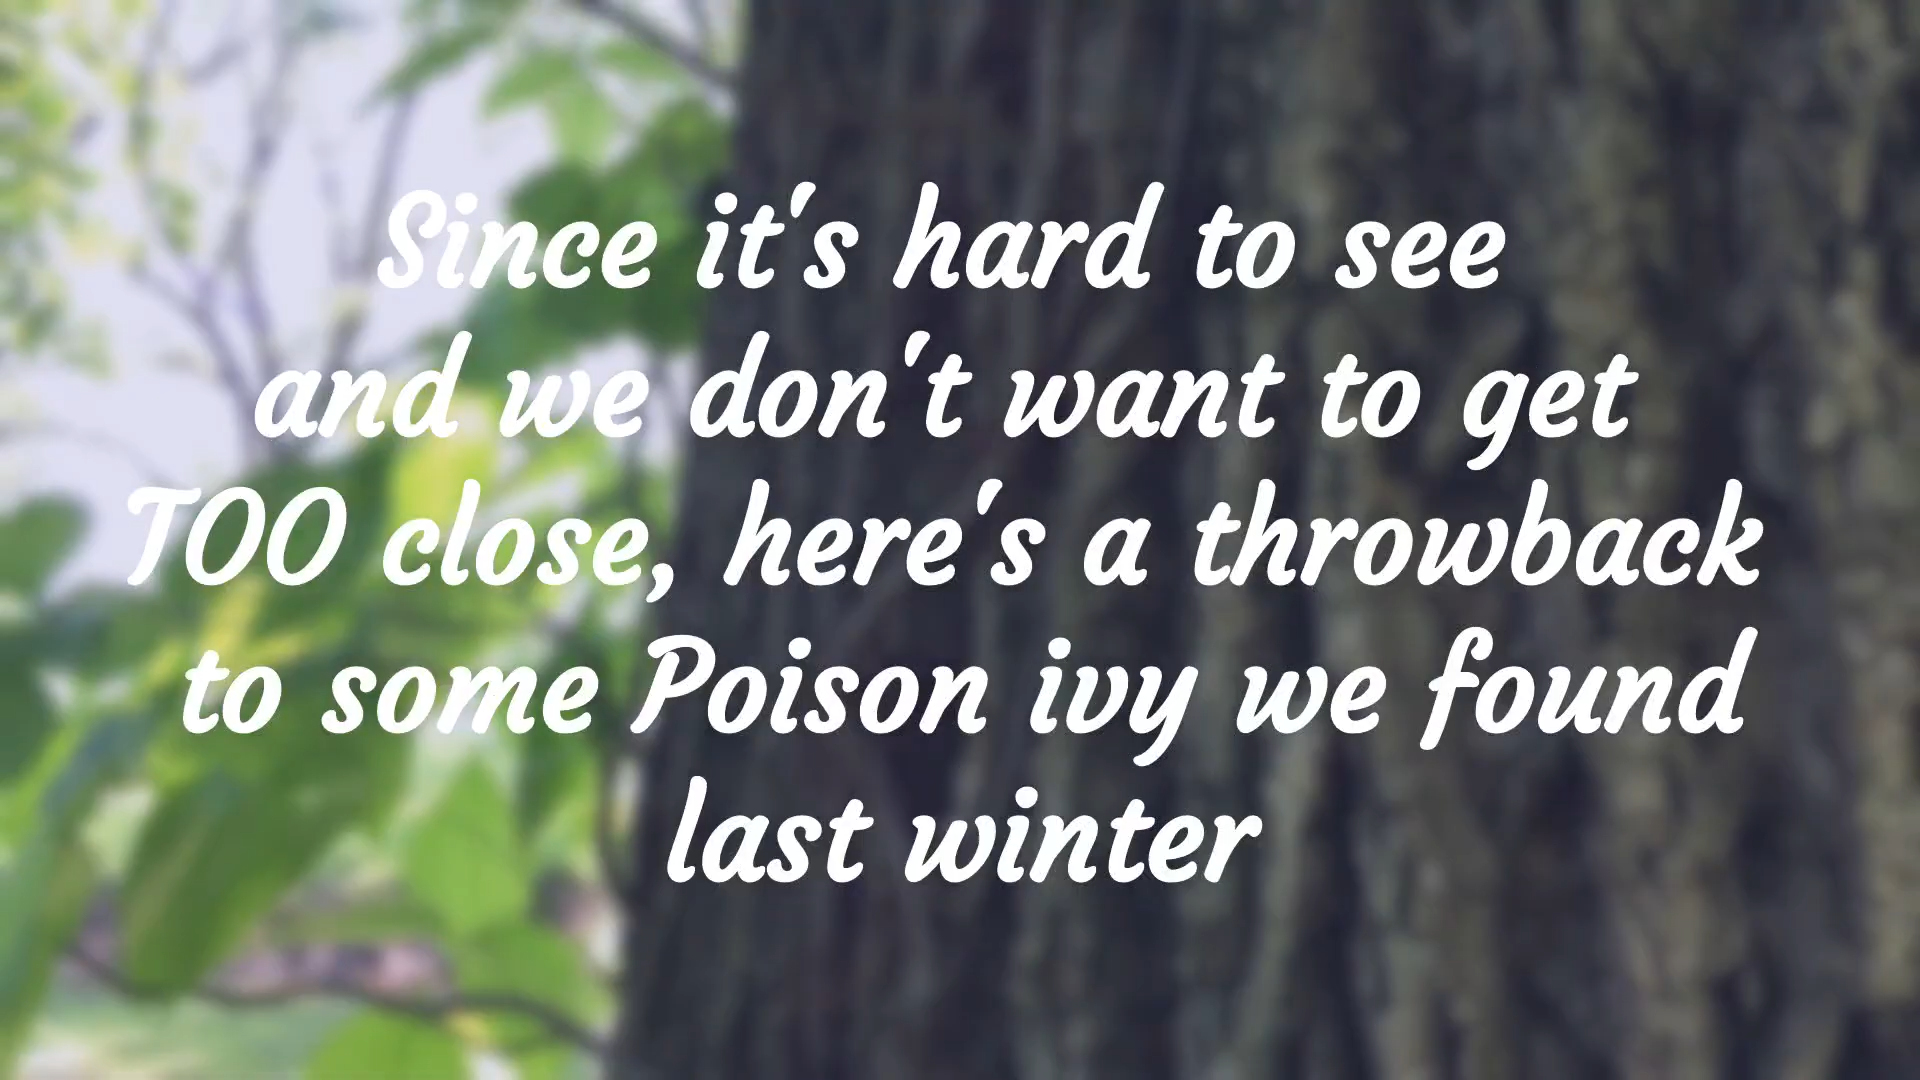 Since it's hard to see
and we don't want to get
TOO close, here's a throwback
to some Poison ivy we found
last winter